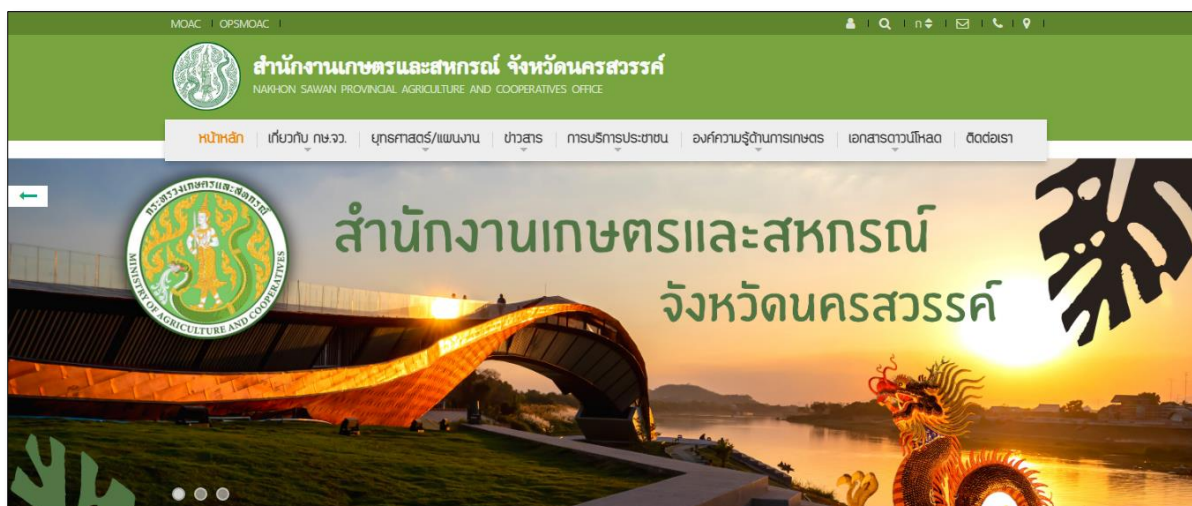 MOAC | OPSMOAC |
ก
สำนักงานเกษตรและสหกรณ์ จังหวัดนครสวรรค์
NAKHON SAWAN PROVINCIAL AGRICULTURE AND COOPERATIVES OFFICE
หน้าหลัก | เกี่ยวกับ กษ.จว. | ยุทธศาสตร์/แผนงาน | ข่าวสาร | การบริการประชาชน | องค์ความรู้ด้านการเกษตร | เอกสารดาวน์โหลด | ติดต่อเรา
กระทรวงเกษตรและสหกรณ์
MINISTRY OF AGRICULTURE AND COOPERATIVES
สำนักงานเกษตรและสหกรณ์
จังหวัดนครสวรรค์